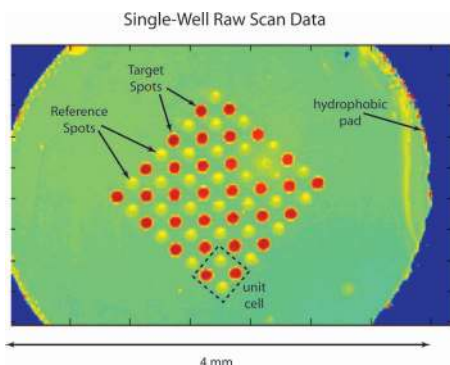 Single-Well Raw Scan Data
Target
Spots
Reference
Spots
hydrophobic
pad
unit
cell
4 mm